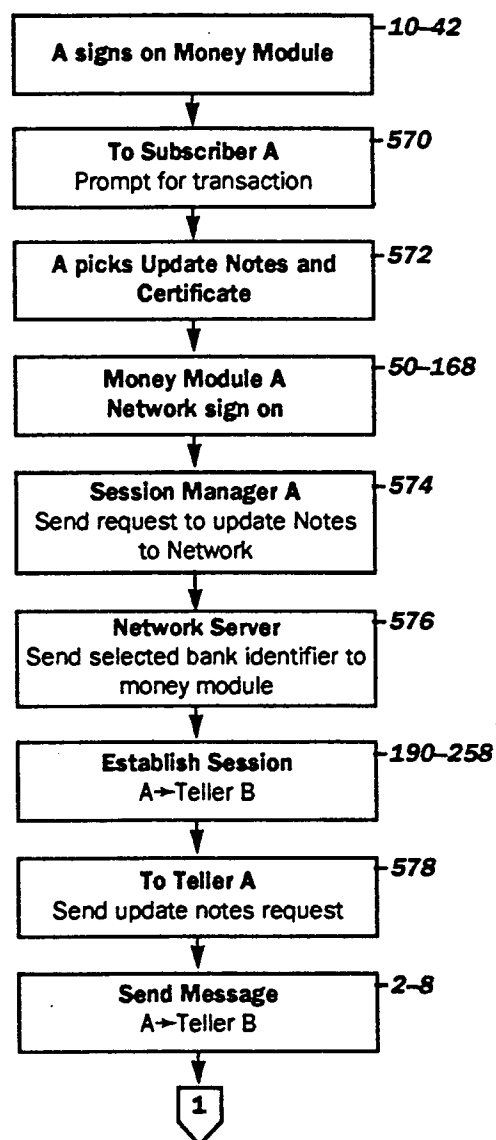 A signs on Money Module
10–42
To Subscriber A
Prompt for transaction
570
A picks Update Notes and
Certificate
572
Money Module A
Network sign on
50–168
Session Manager A
Send request to update Notes
to Network
574
Network Server
Send selected bank identifier to
money module
576
Establish Session
A→Teller B
190–258
To Teller A
Send update notes request
578
Send Message
A→Teller B
2–8
1